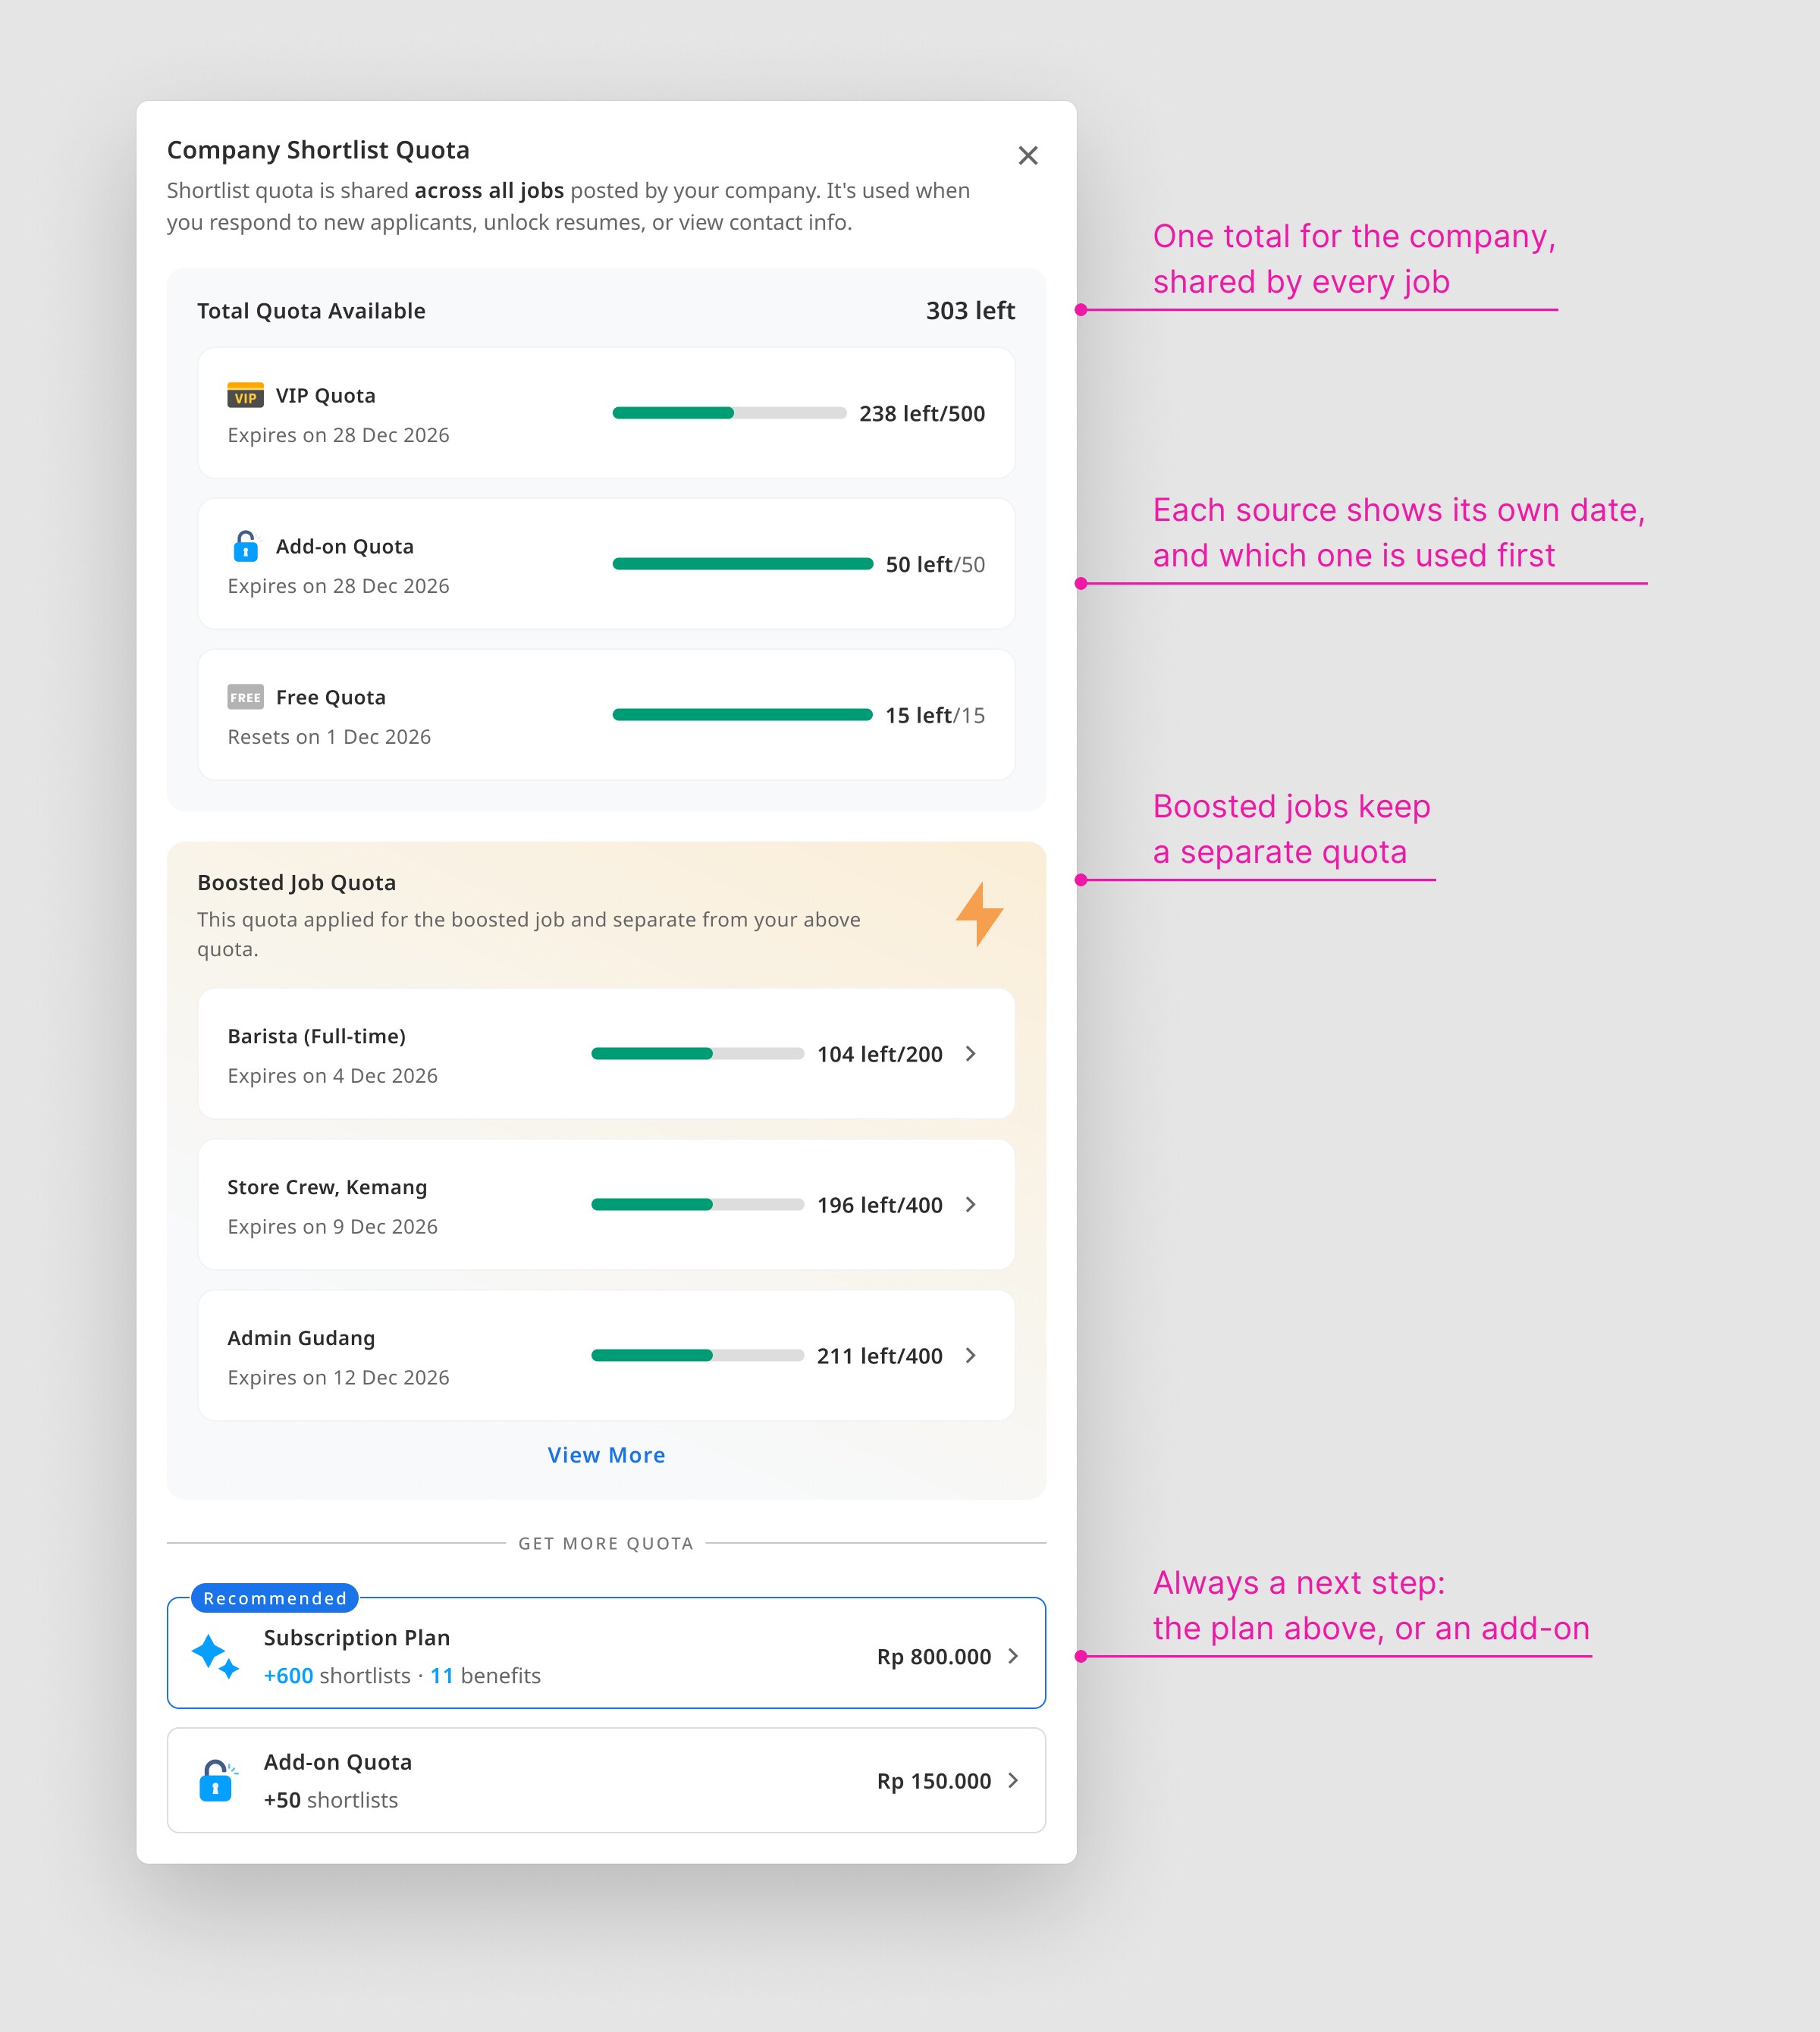 Company Shortlist Quota
Shortlist quota is shared across all jobs posted by your company. It's used when
you respond to new applicants, unlock resumes, or view contact info.
One total for the company,
shared by every job
Total Quota Available
303 left
VIP
VIP Quota
Expires on 28 Dec 2026
238 left/500
Each source shows its own date,
and which one is used first
Add-on Quota
Expires on 28 Dec 2026
50 left/50
FREE
Free Quota
Resets on 1 Dec 2026
15 left/15
Boosted jobs keep
a separate quota
Boosted Job Quota
This quota applied for the boosted job and separate from your above
quota.
Barista (Full-time)
Expires on 4 Dec 2026
104 left/200
Store Crew, Kemang
Expires on 9 Dec 2026
196 left/400
Admin Gudang
Expires on 12 Dec 2026
211 left/400
View More
GET MORE QUOTA
Always a next step:
the plan above, or an add-on
Recommended
Subscription Plan
+600 shortlists · 11 benefits
Rp 800.000
Add-on Quota
+50 shortlists
Rp 150.000